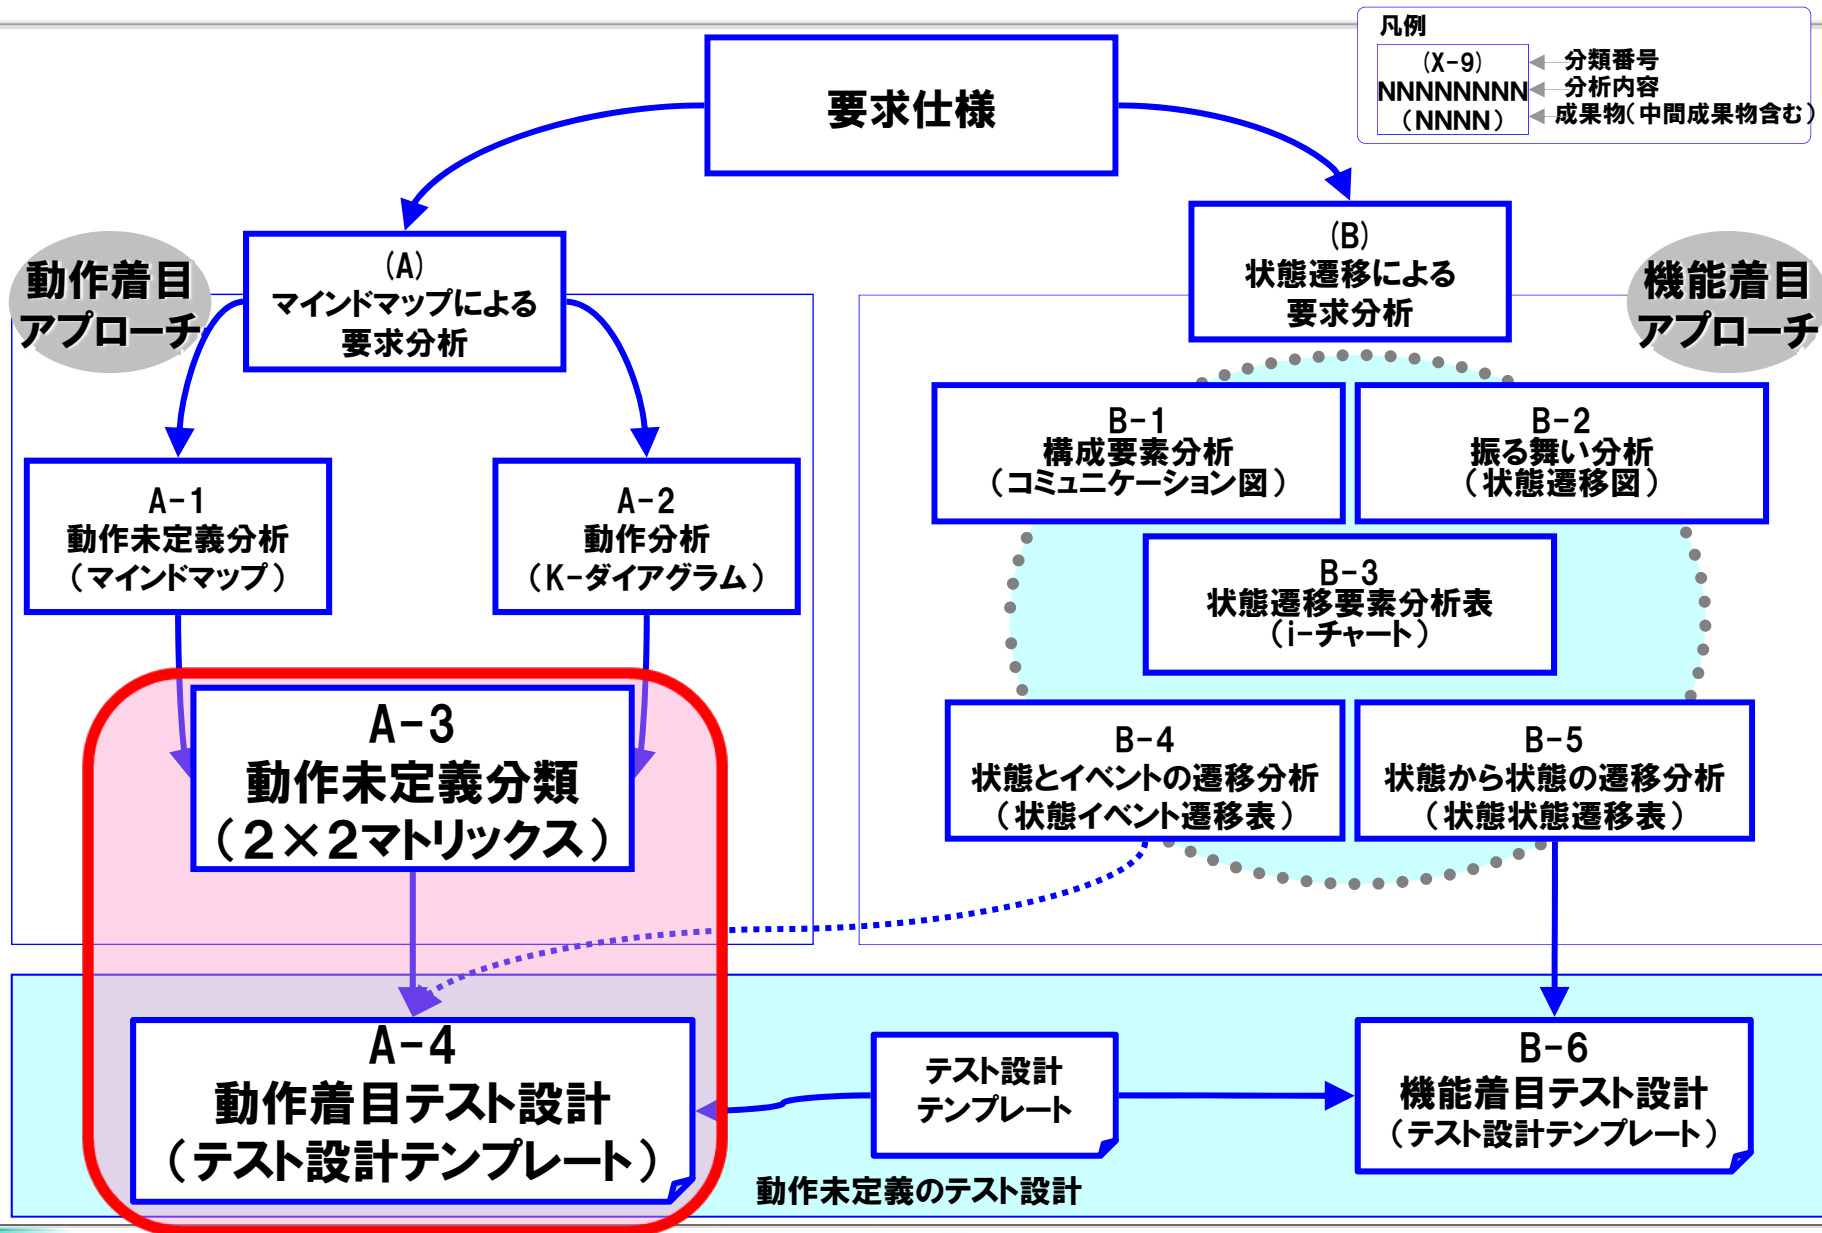 凡例
(X-9)
NNNNNNNN
(NNNN)
分類番号
分析内容
成果物(中間成果物含む)
要求仕様
動作着目
アプローチ
(A)
マインドマップによる
要求分析
(B)
状態遷移による
要求分析
機能着目
アプローチ
A-1
動作未定義分析
(マインドマップ)
A-2
動作分析
(K-ダイアグラム)
B-1
構成要素分析
(コミュニケーション図)
B-2
振る舞い分析
(状態遷移図)
B-3
状態遷移要素分析表
(i-チャート)
A-3
動作未定義分類
(2×2マトリックス)
B-4
状態とイベントの遷移分析
(状態イベント遷移表)
B-5
状態から状態の遷移分析
(状態状態遷移表)
A-4
動作着目テスト設計
(テスト設計テンプレート)
テスト設計
テンプレート
B-6
機能着目テスト設計
(テスト設計テンプレート)
動作未定義のテスト設計